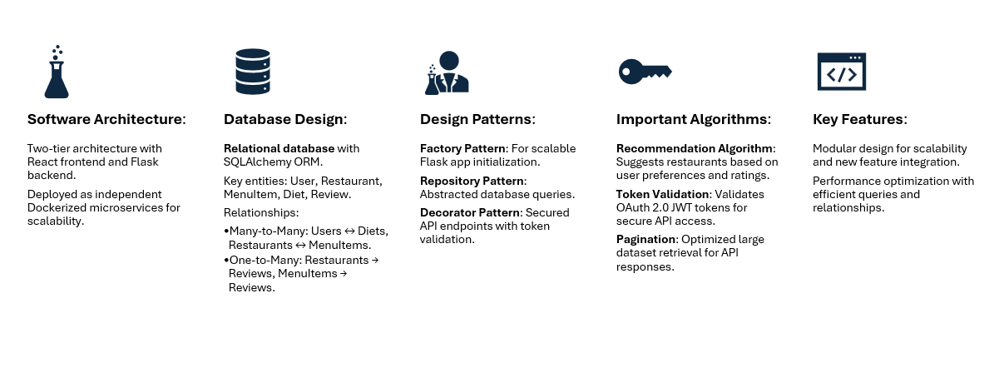 Software Architecture:
Two-tier architecture with
React frontend and Flask
backend.
Deployed as independent
Dockerized microservices for
scalability.
Database Design:
Relational database with
SQLAlchemy ORM.
Key entities: User, Restaurant,
MenuItem, Diet, Review.
Relationships:
•Many-to-Many: Users ↔ Diets,
Restaurants ↔ MenuItems.
•One-to-Many: Restaurants →
Reviews, MenuItems →
Reviews.
Design Patterns:
Factory Pattern: For scalable
Flask app initialization.
Repository Pattern:
Abstracted database queries.
Decorator Pattern: Secured
API endpoints with token
validation.
Important Algorithms:
Recommendation Algorithm:
Suggests restaurants based on
user preferences and ratings.
Token Validation: Validates
OAuth 2.0 JWT tokens for
secure API access.
Pagination: Optimized large
dataset retrieval for API
responses.
Key Features:
Modular design for scalability
and new feature integration.
Performance optimization with
efficient queries and
relationships.